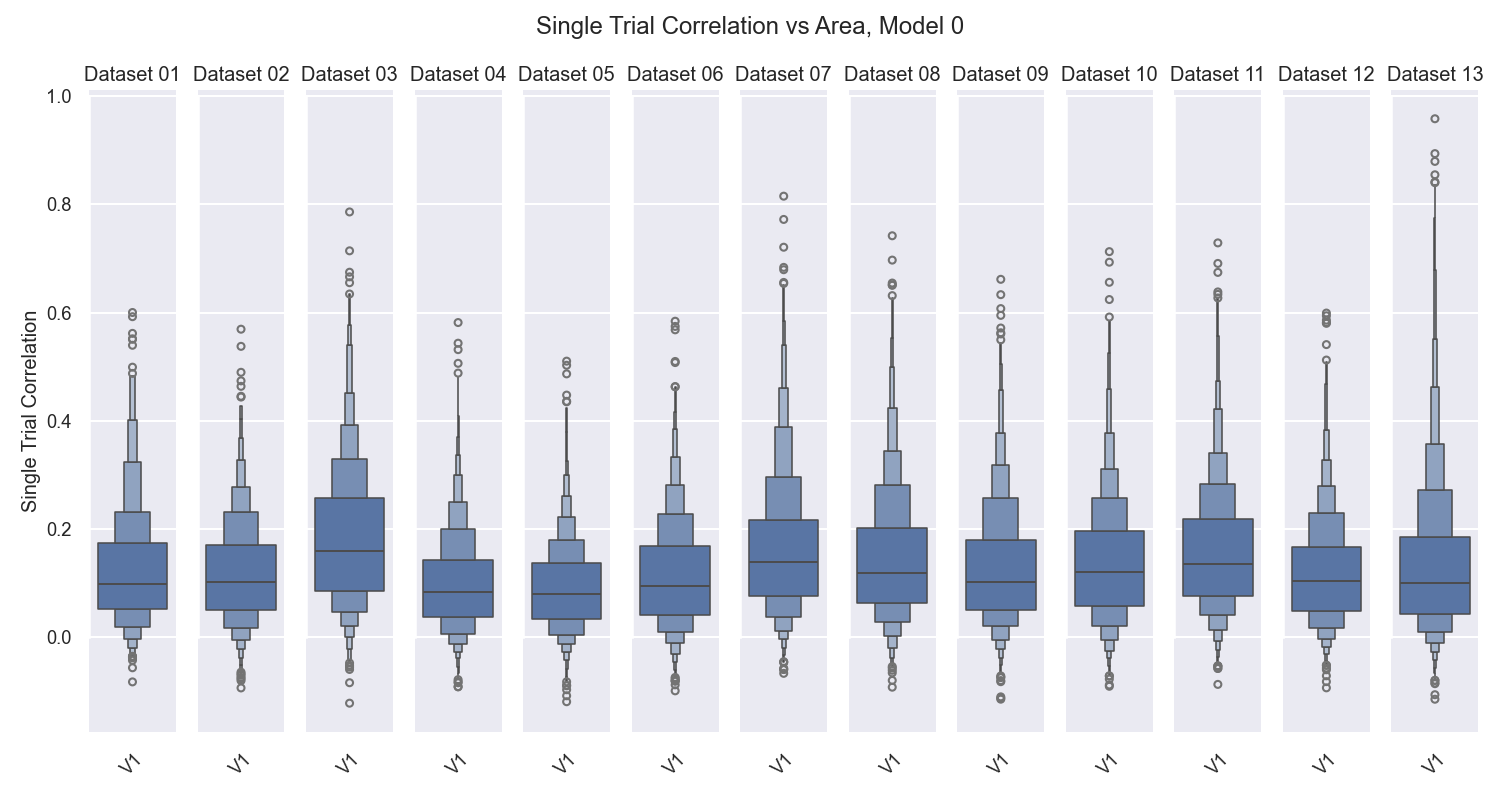 Single Trial Correlation vs Area, Model 0
Dataset 01 Dataset 02 Dataset 03 Dataset 04 Dataset 05 Dataset 06 Dataset 07 Dataset 08 Dataset 09 Dataset 10 Dataset 11 Dataset 12 Dataset 13
1.0
0.8
0.6
0.4
0.2
0.0
Single Trial Correlation
V1 V1 V1 V1 V1 V1 V1 V1 V1 V1 V1 V1 V1